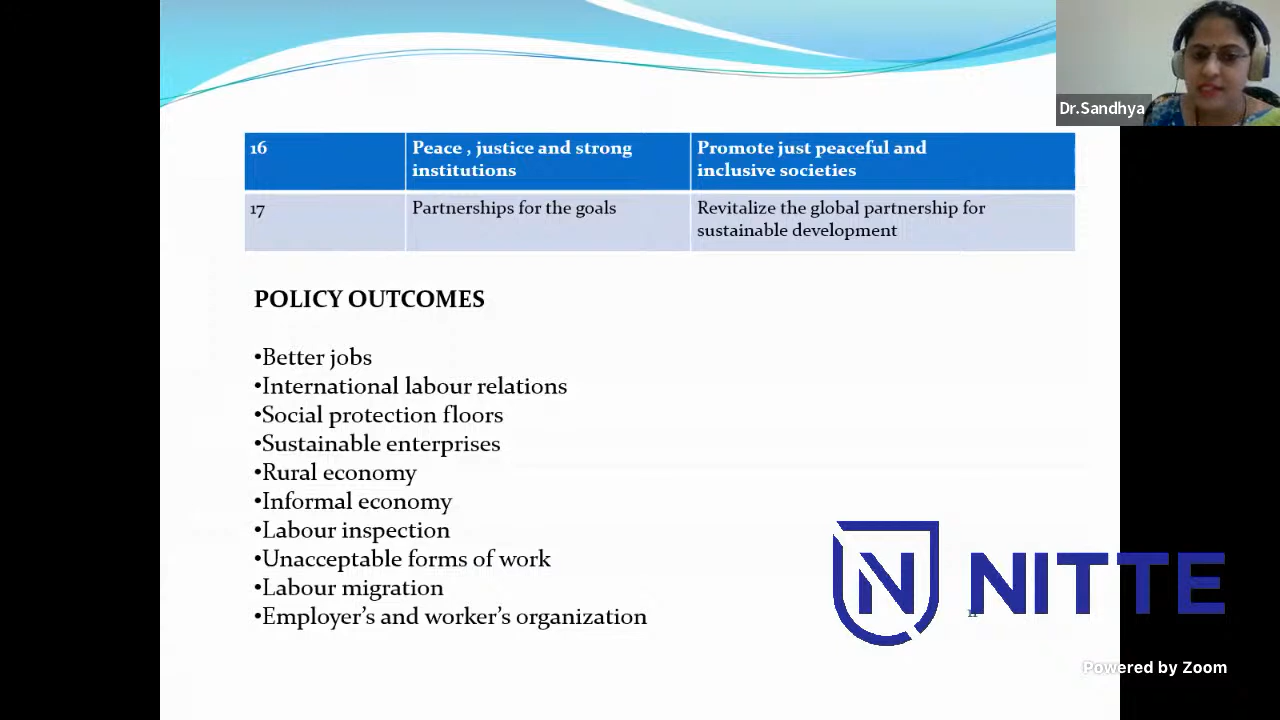 Dr.Sandhya
16 Peace , justice and strong institutions Promote just peaceful and inclusive societies
17 Partnerships for the goals Revitalize the global partnership for sustainable development
POLICY OUTCOMES
•Better jobs
•International labour relations
•Social protection floors
•Sustainable enterprises
•Rural economy
•Informal economy
•Labour inspection
•Unacceptable forms of work
•Labour migration
•Employer’s and worker’s organization
N NITTE
Powered by Zoom